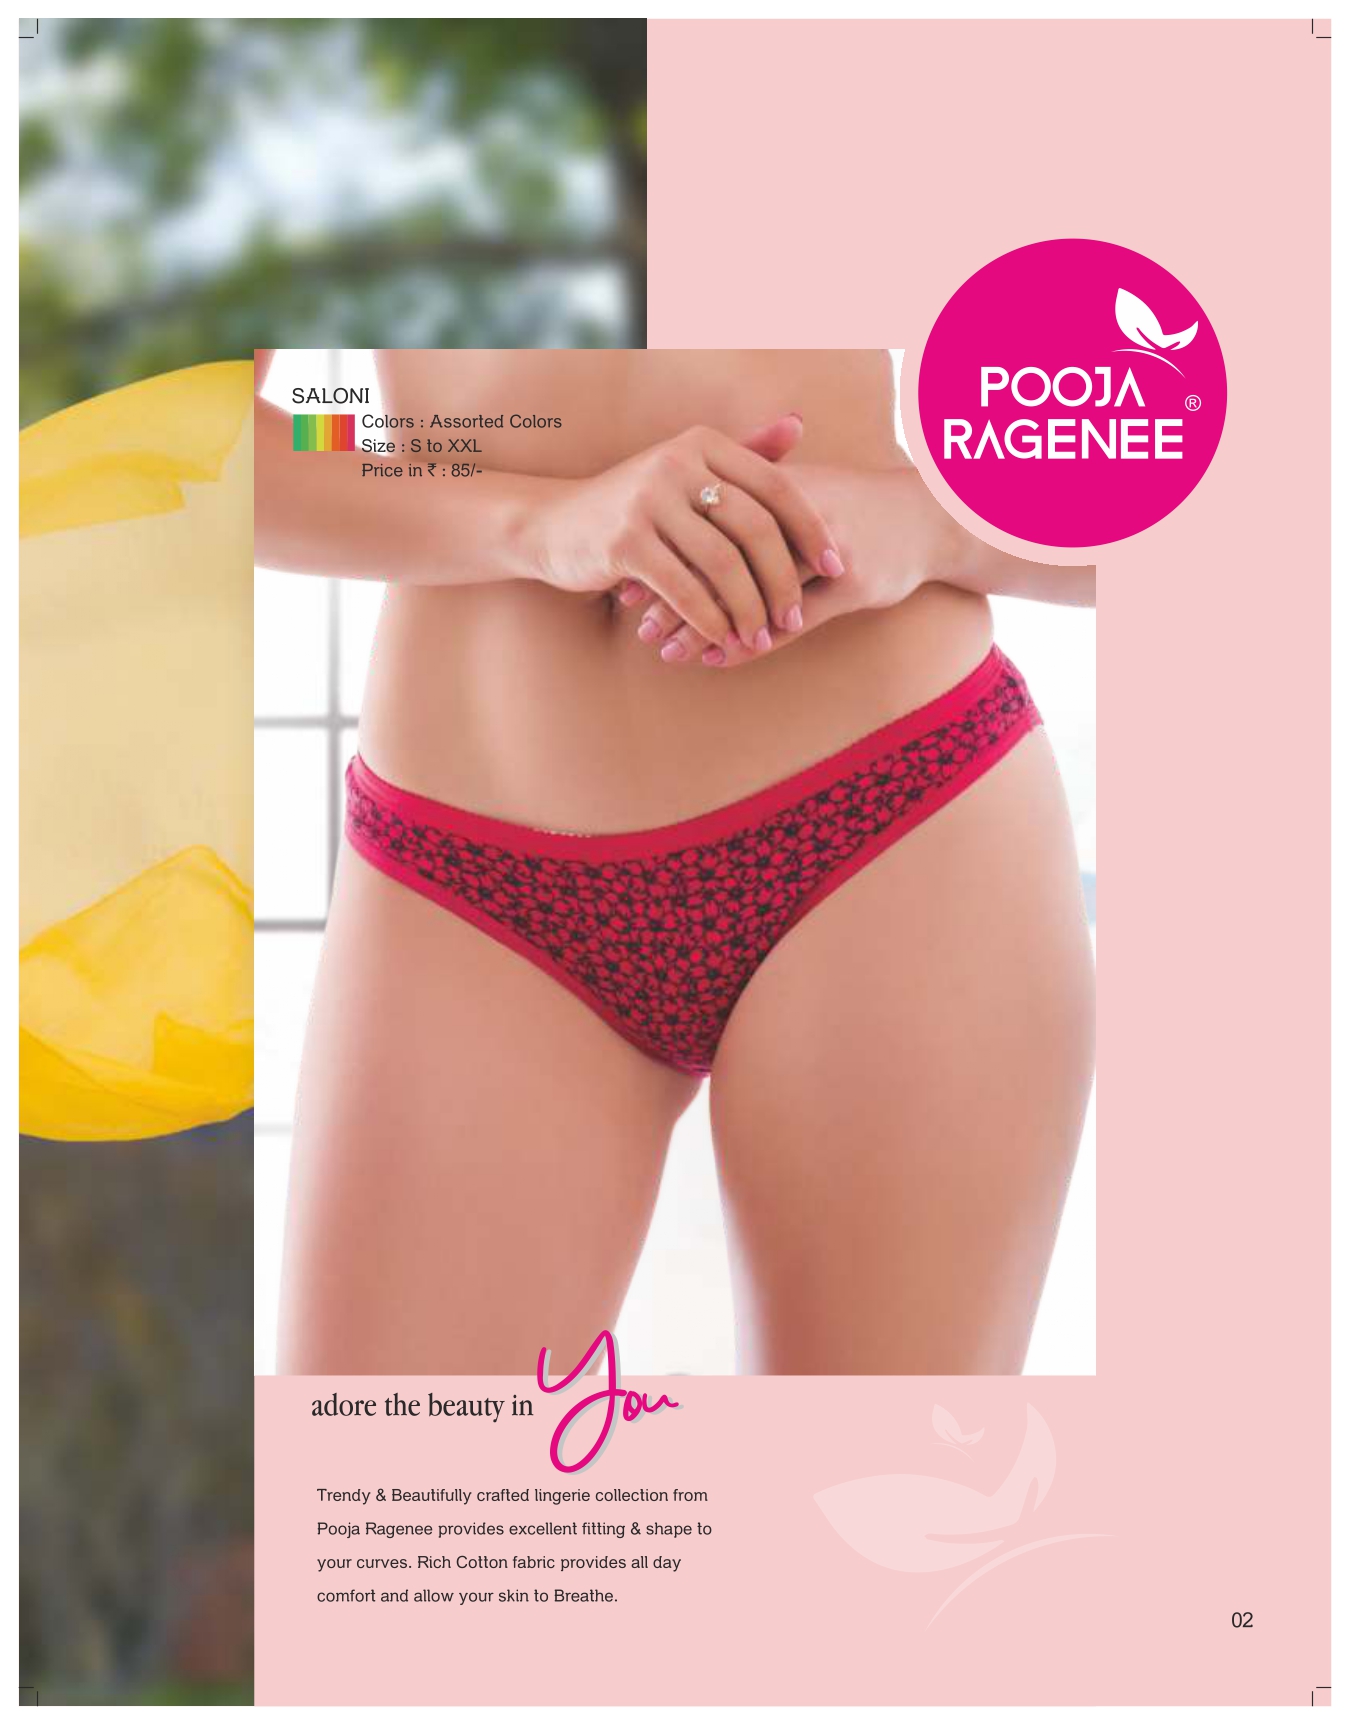 POOJA
RAGENEE
®
SALONI
Colors : Assorted Colors
Size : S to XXL
Price in ₹ : 85/-
adore the beauty in You
Trendy & Beautifully crafted lingerie collection from
Pooja Ragenee provides excellent fitting & shape to
your curves. Rich Cotton fabric provides all day
comfort and allow your skin to Breathe.
02